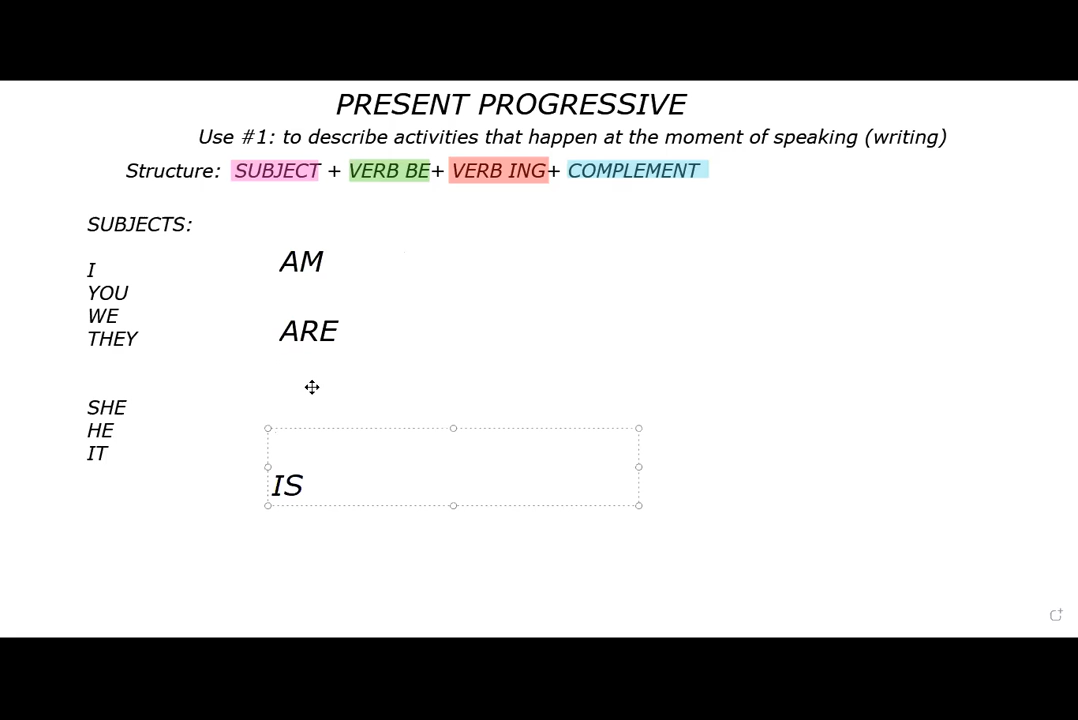 PRESENT PROGRESSIVE
Use #1: to describe activities that happen at the moment of speaking (writing)
Structure: SUBJECT + VERB BE+ VERB ING+ COMPLEMENT
SUBJECTS:
I
YOU
WE
THEY
SHE
HE
IT
AM
ARE
IS